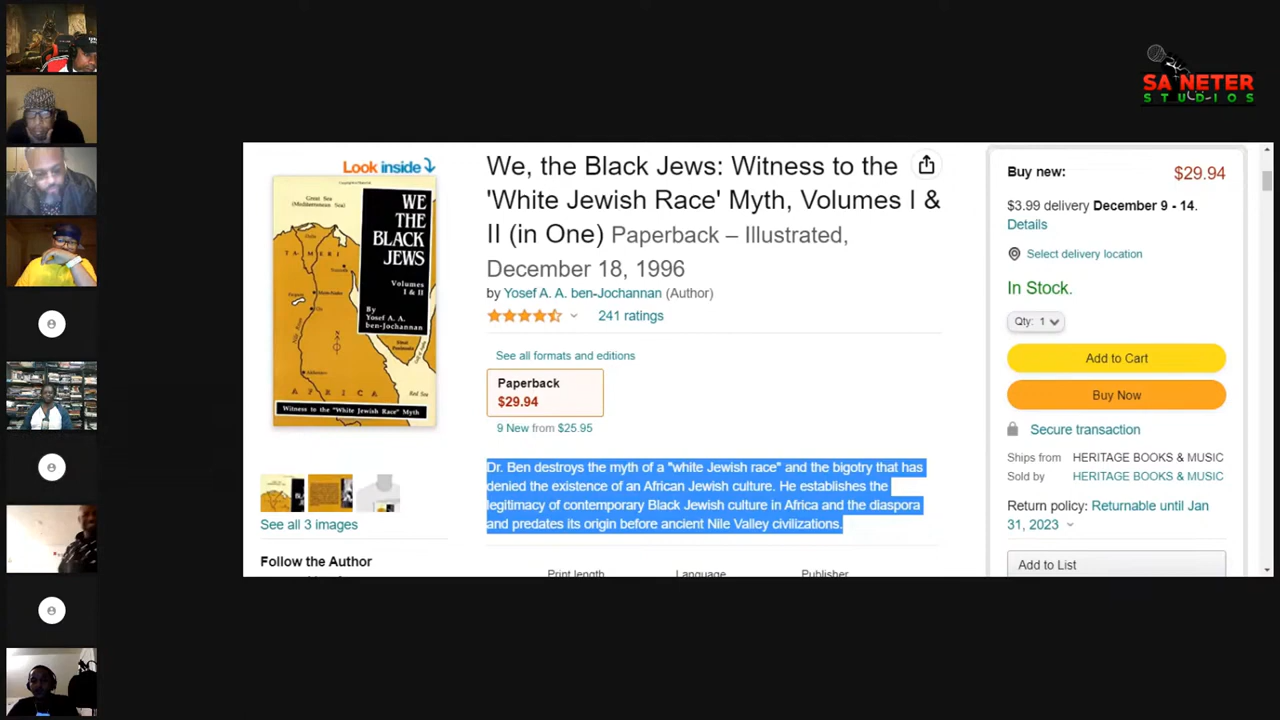 SA NETER
STUDIOS
Look inside
Great Sea
(Mediterranean Sea)
TA-MERI
WE
THE
BLACK
JEWS
Volumes
I & II
By
Yosef A. A.
ben-Jochannan
AFRICA
Red Sea
Witness to the "White Jewish Race" Myth
See all 3 images
Follow the Author
We, the Black Jews: Witness to the
'White Jewish Race' Myth, Volumes I &
II (in One) Paperback – Illustrated,
December 18, 1996
by Yosef A. A. ben-Jochannan (Author)
241 ratings
See all formats and editions
Paperback
$29.94
9 New from $25.95
Dr. Ben destroys the myth of a "white Jewish race" and the bigotry that has
denied the existence of an African Jewish culture. He establishes the
legitimacy of contemporary Black Jewish culture in Africa and the diaspora
and predates its origin before ancient Nile Valley civilizations.
Print length Language Publisher
Buy new: $29.94
$3.99 delivery December 9 - 14.
Details
Select delivery location
In Stock.
Qty: 1
Add to Cart
Buy Now
Secure transaction
Ships from HERITAGE BOOKS & MUSIC
Sold by HERITAGE BOOKS & MUSIC
Return policy: Returnable until Jan
31, 2023
Add to List